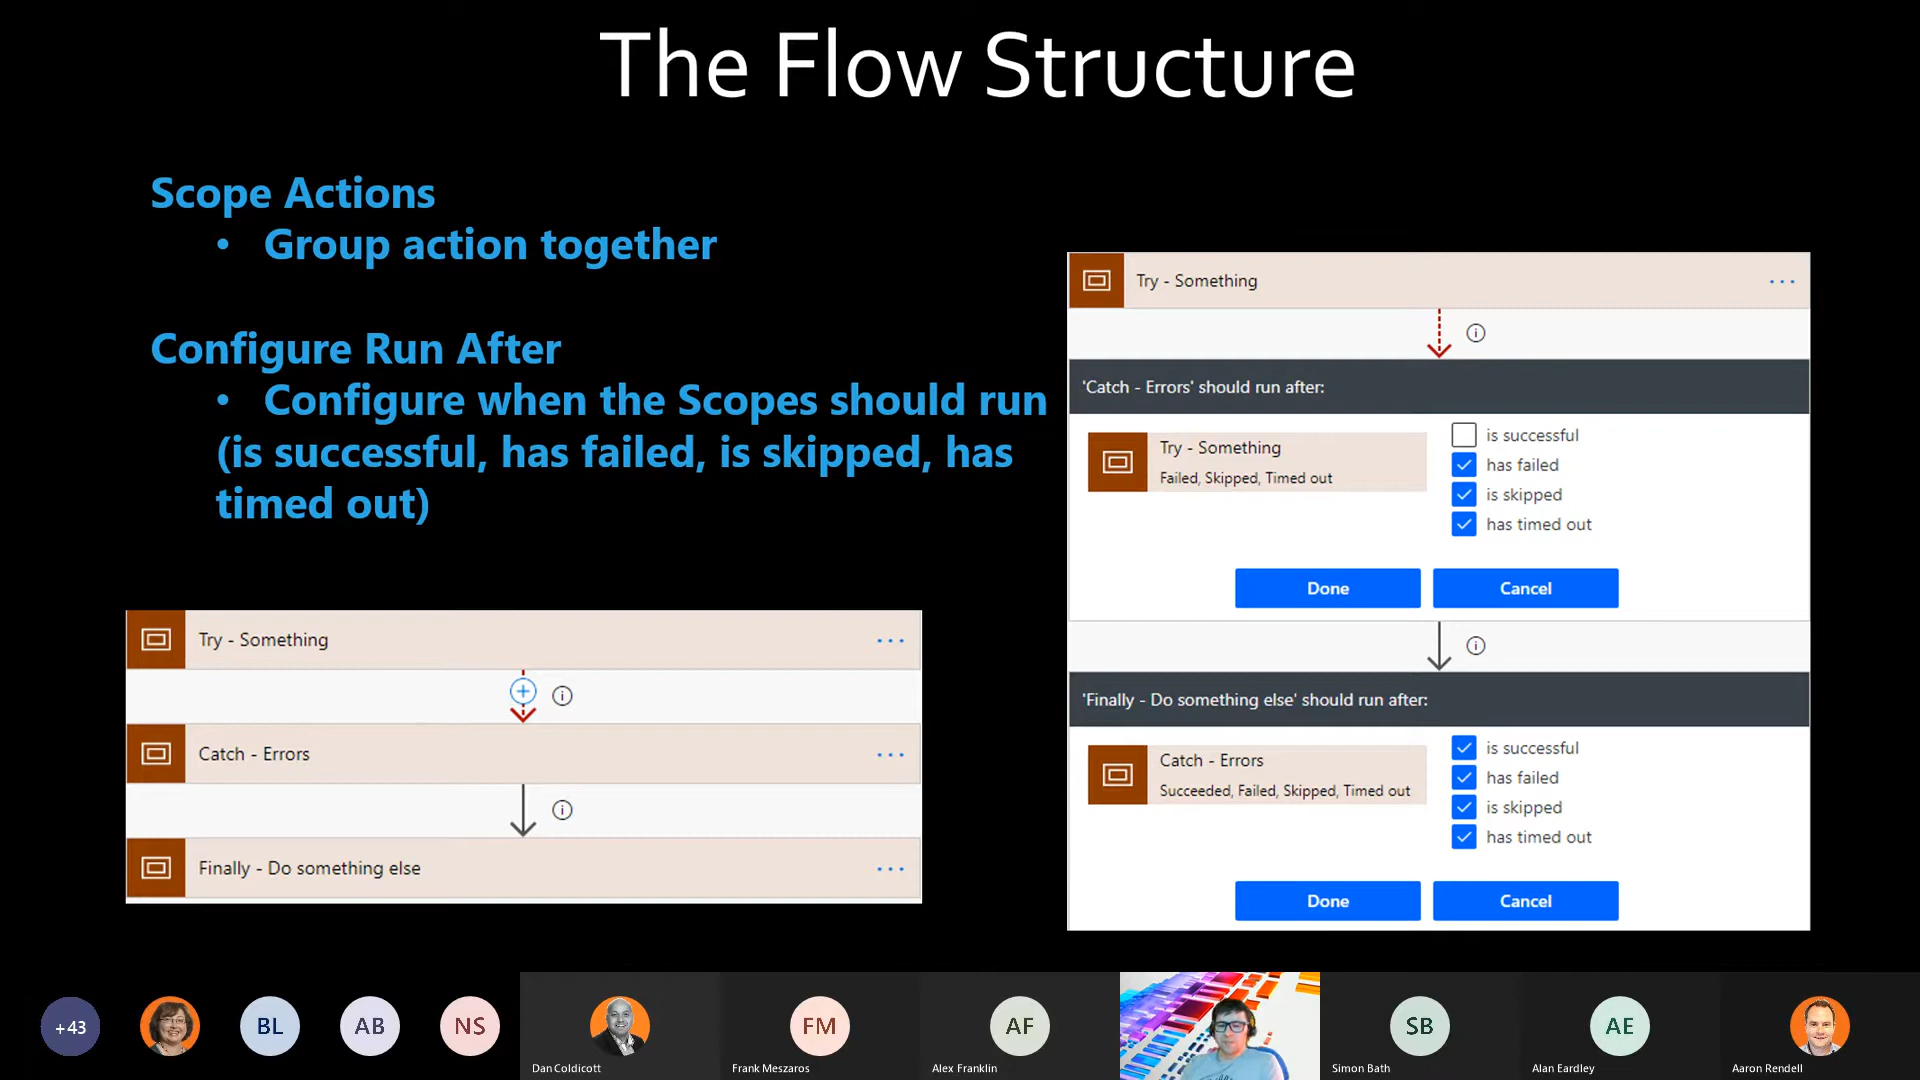 The Flow Structure
Scope Actions
• Group action together
Configure Run After
• Configure when the Scopes should run
(is successful, has failed, is skipped, has
timed out)
Try - Something
Catch - Errors
Finally - Do something else
Try - Something
'Catch - Errors' should run after:
Try - Something
Failed, Skipped, Timed out
is successful
has failed
is skipped
has timed out
Done
Cancel
'Finally - Do something else' should run after:
Catch - Errors
Succeeded, Failed, Skipped, Timed out
is successful
has failed
is skipped
has timed out
Done
Cancel
+43
BL
AB
NS
Dan Coldicott
FM
Frank Meszaros
AF
Alex Franklin
SB
Simon Bath
AE
Alan Eardley
Aaron Rendell